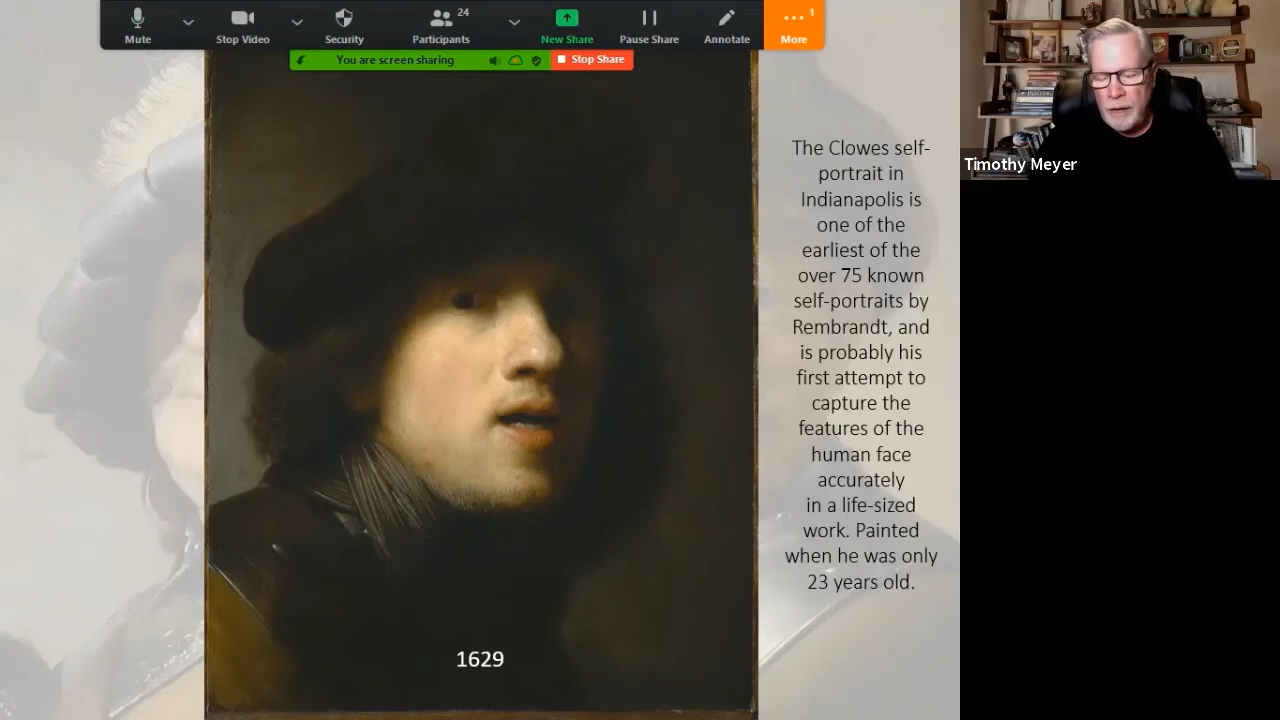 24
1
Mute
Stop Video
Security
Participants
New Share
Pause Share
Annotate
More
You are screen sharing
Stop Share
Timothy Meyer
The Clowes self-
portrait in
Indianapolis is
one of the
earliest of the
over 75 known
self-portraits by
Rembrandt, and
is probably his
first attempt to
capture the
features of the
human face
accurately
in a life-sized
work. Painted
when he was only
23 years old.
1629